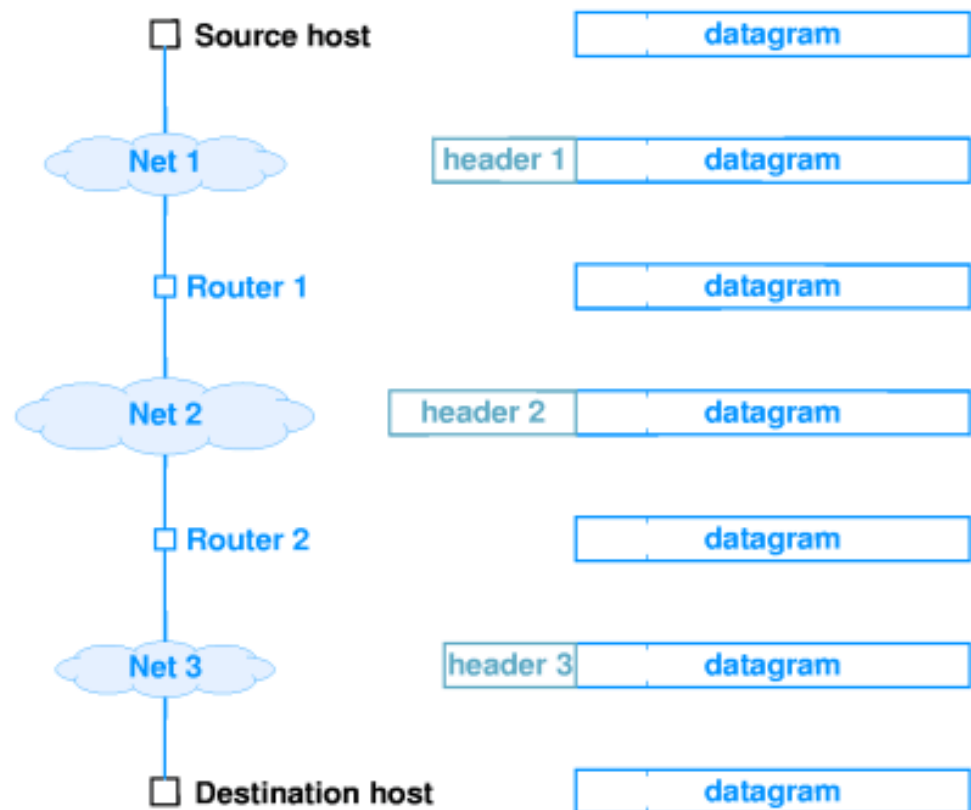 Source host datagram
Net 1 header 1 datagram
Router 1 datagram
Net 2 header 2 datagram
Router 2 datagram
Net 3 header 3 datagram
Destination host datagram